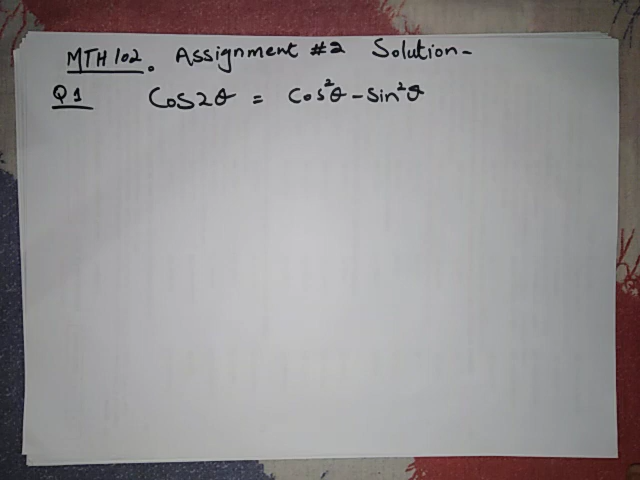 MTH 102. Assignment #2 Solution-
Q1 Cos2θ = Cos²θ - Sin²θ